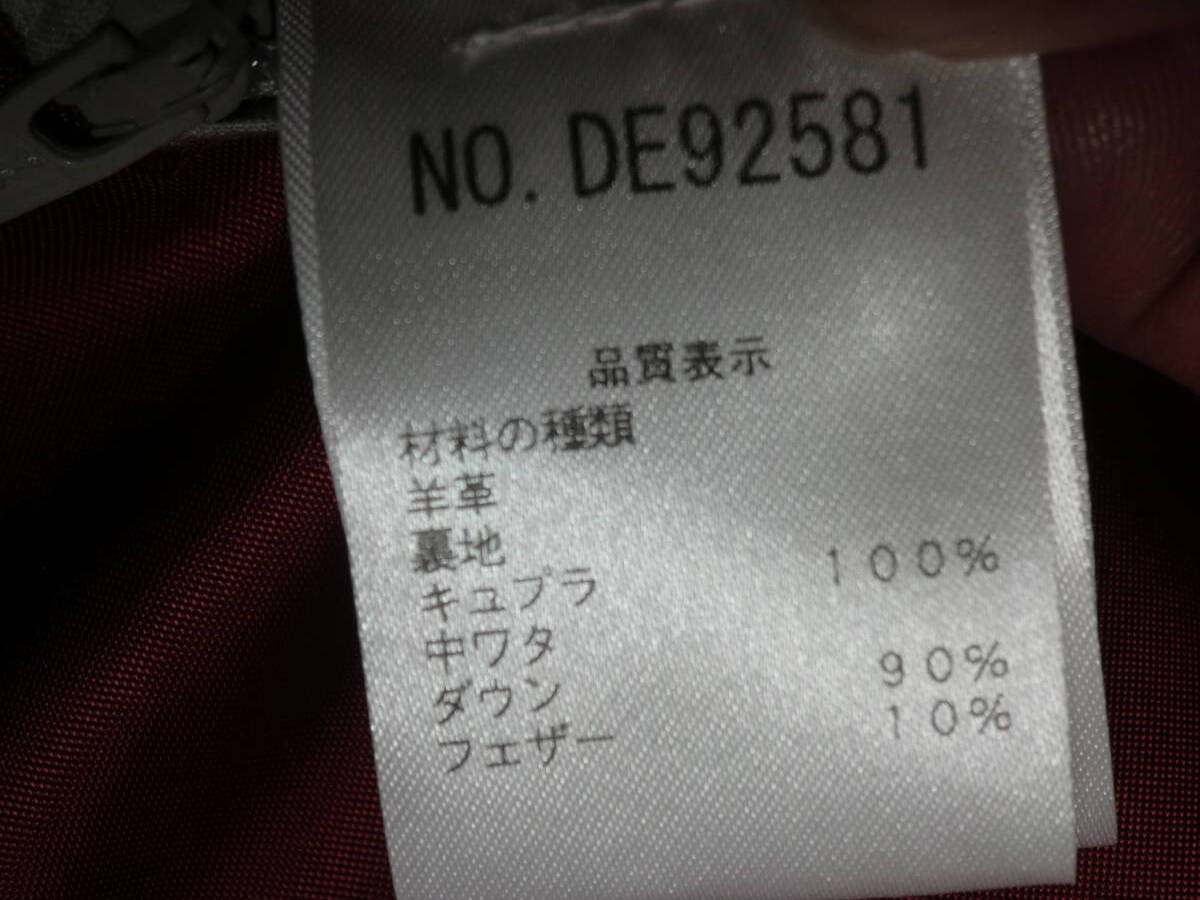 NO. DE92581
品質表示
材料の種類
羊革
裏地
キュプラ 100%
中ワタ
ダウン 90%
フェザー 10%